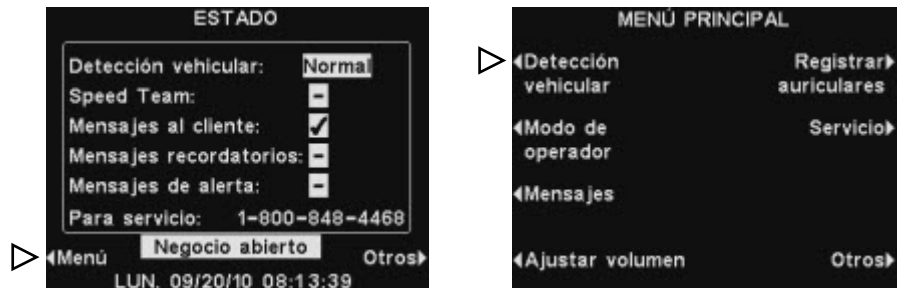 ESTADO
Detección vehicular: Normal
Speed Team: -
Mensajes al cliente: ✓
Mensajes recordatorios: -
Mensajes de alerta: -
Para servicio: 1-800-848-4468
Negocio abierto
◀Menú Otros▶
LUN. 09/20/10 08:13:39
MENÚ PRINCIPAL
◀Detección Registrar▶
vehicular auriculares
◀Modo de Servicio▶
operador
◀Mensajes
◀Ajustar volumen Otros▶